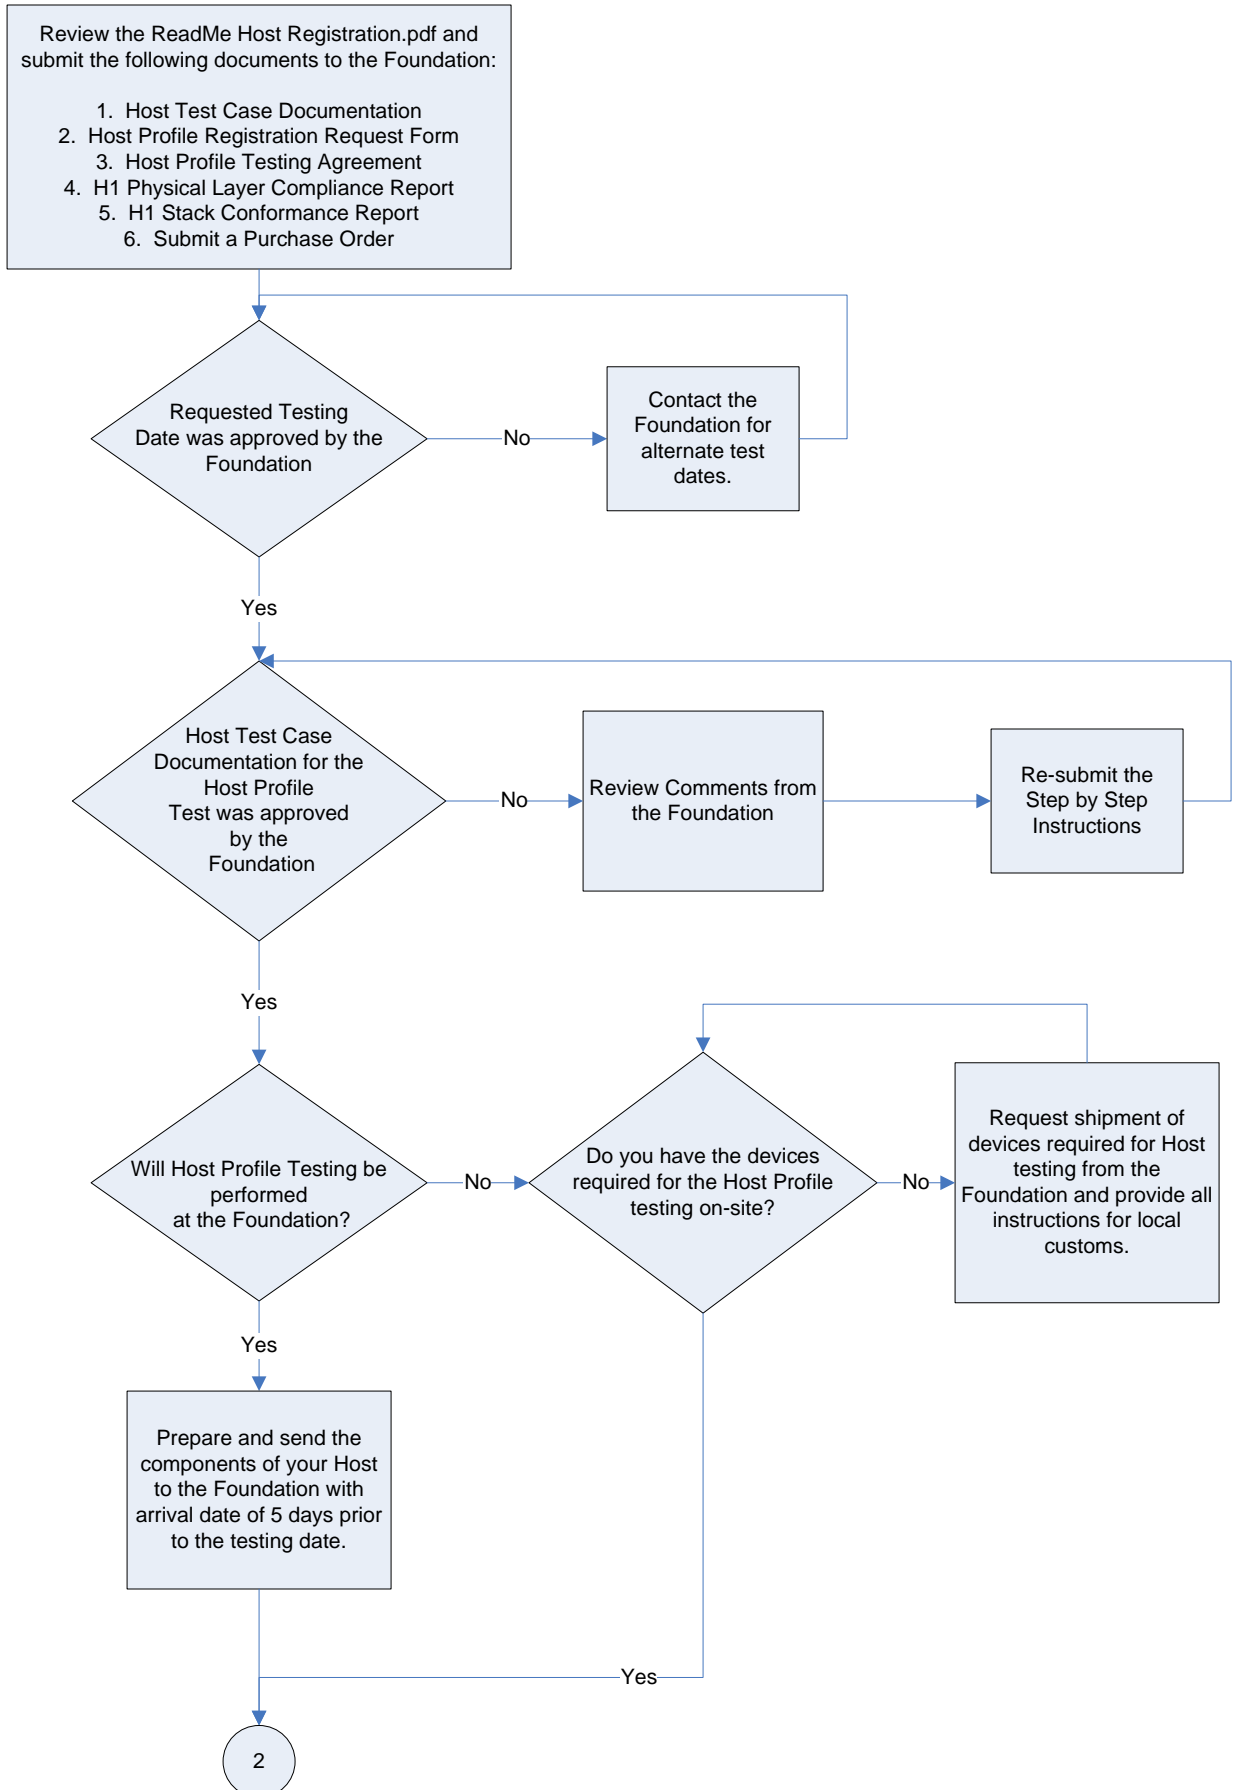 Review the ReadMe Host Registration.pdf and
submit the following documents to the Foundation:
1. Host Test Case Documentation
2. Host Profile Registration Request Form
3. Host Profile Testing Agreement
4. H1 Physical Layer Compliance Report
5. H1 Stack Conformance Report
6. Submit a Purchase Order
Requested Testing
Date was approved by the
Foundation
No
Contact the
Foundation for
alternate test
dates.
Yes
Host Test Case
Documentation for the
Host Profile
Test was approved
by the
Foundation
No
Review Comments from
the Foundation
Re-submit the
Step by Step
Instructions
Yes
Will Host Profile Testing be
performed
at the Foundation?
No
Do you have the devices
required for the Host Profile
testing on-site?
No
Request shipment of
devices required for Host
testing from the
Foundation and provide all
instructions for local
customs.
Yes
Prepare and send the
components of your Host
to the Foundation with
arrival date of 5 days prior
to the testing date.
Yes
2